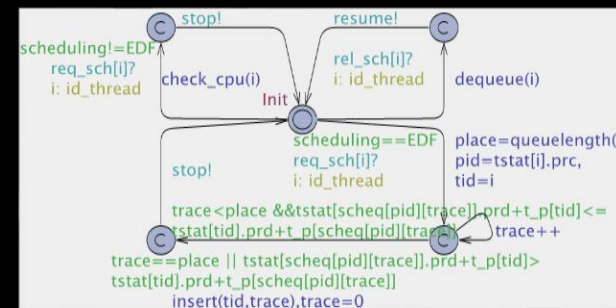 stop!
resume!
C
C
scheduling!=EDF
req_sch[i]?
i: id_thread
check_cpu(i)
rel_sch[i]?
i: id_thread
dequeue(i)
Init
C
scheduling==EDF
req_sch[i]?
i: id_thread
place=queuelength(
pid=tstat[i].prc,
tid=i
stop!
trace<place &&tstat[scheq[pid][trace]].prd+t_p[tid]<=
tstat[tid].prd+t_p[scheq[pid][trace]]
trace++
C
C
trace==place || tstat[scheq[pid][trace]].prd+t_p[tid]>
tstat[tid].prd+t_p[scheq[pid][trace]]
insert(tid,trace),trace=0